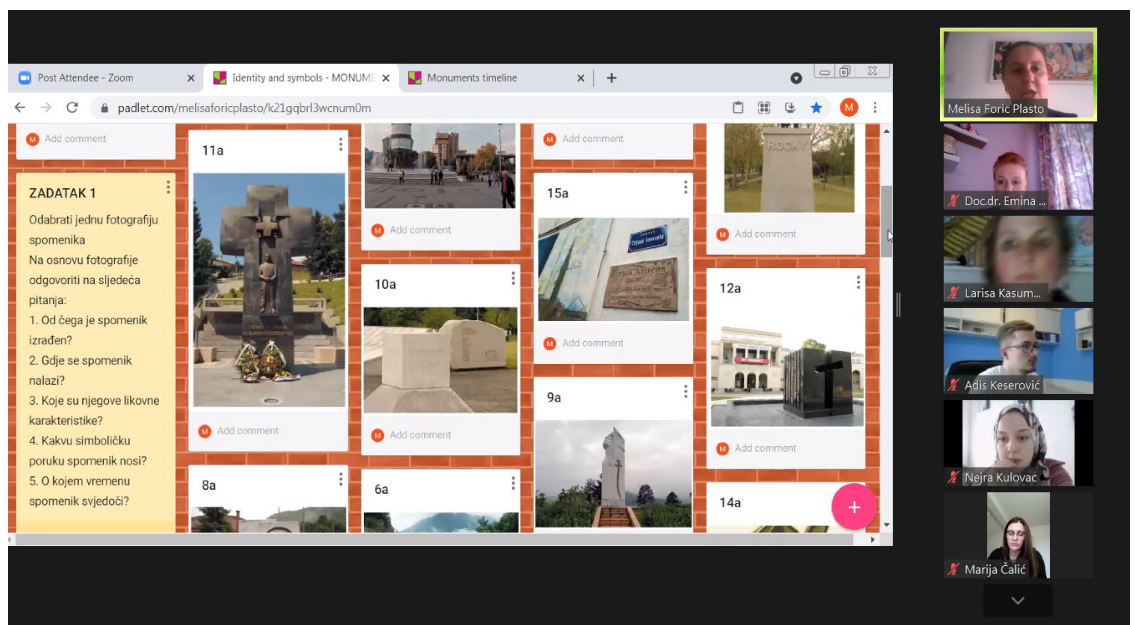 Post Attendee - Zoom
Identity and symbols - MONUME
Monuments timeline
padlet.com/melisaforicplasto/k21gqbrl3wcnum0m
M
M Add comment
ZADATAK 1
Odabrati jednu fotografiju
spomenika
Na osnovu fotografije
odgovoriti na sljedeća
pitanja:
1. Od čega je spomenik
izrađen?
2. Gdje se spomenik
nalazi?
3. Koje su njegove likovne
karakteristike?
4. Kakvu simboličku
poruku spomenik nosi?
5. O kojem vremenu
spomenik svjedoči?
11a
M Add comment
8a
M Add comment
10a
M Add comment
6a
M Add comment
15a
M Add comment
9a
ROCKY
M Add comment
12a
M Add comment
14a
Melisa Foric Plasto
Doc.dr. Emina ...
Larisa Kasum...
Adis Keserović
Nejra Kulovac
Marija Čalić